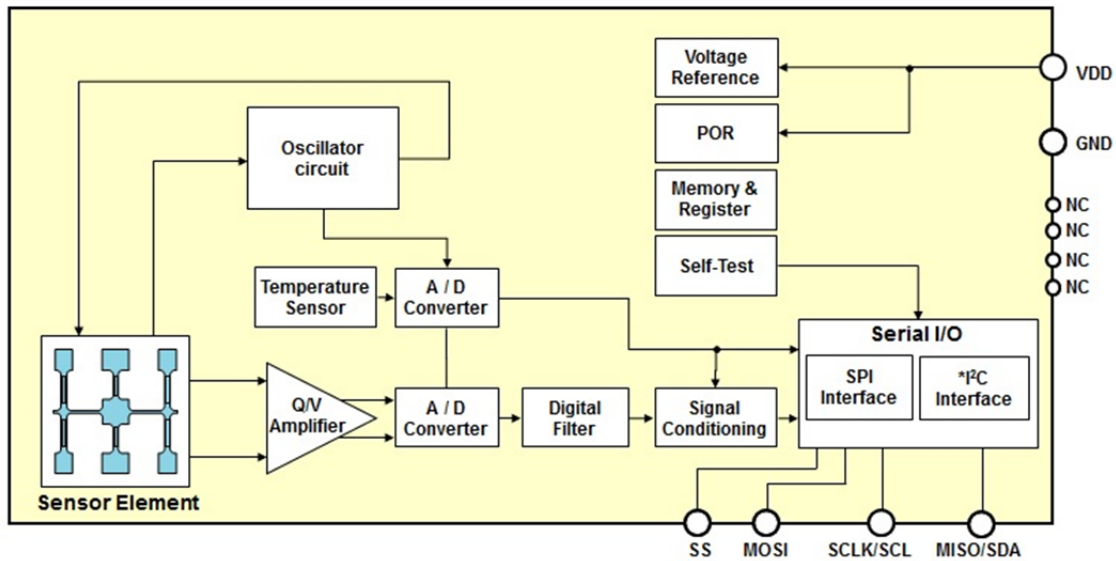 Voltage
Reference
VDD
POR
GND
Oscillator
circuit
Memory &
Register
NC
NC
NC
NC
Self-Test
Temperature
Sensor
A / D
Converter
Serial I/O
SPI
Interface
*I²C
Interface
Q/V
Amplifier
A / D
Converter
Digital
Filter
Signal
Conditioning
Sensor Element
SS
MOSI
SCLK/SCL
MISO/SDA